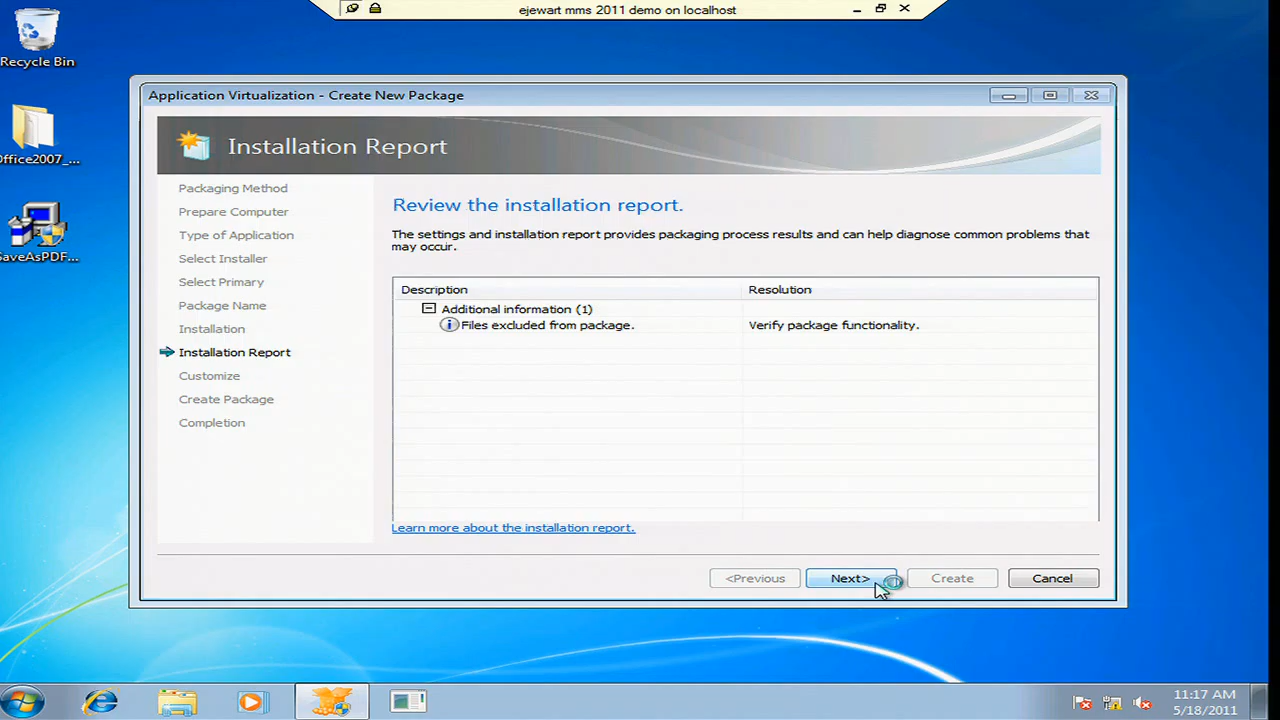 ejewart mms 2011 demo on localhost
Recycle Bin
Office2007_...
SaveAsPDF...
Application Virtualization - Create New Package
Installation Report
Packaging Method
Prepare Computer
Type of Application
Select Installer
Select Primary
Package Name
Installation
Installation Report
Customize
Create Package
Completion
Review the installation report.
The settings and installation report provides packaging process results and can help diagnose common problems that
may occur.
Description Resolution
Additional information (1)
Files excluded from package. Verify package functionality.
Learn more about the installation report.
<Previous Next> Create Cancel
11:17 AM
5/18/2011